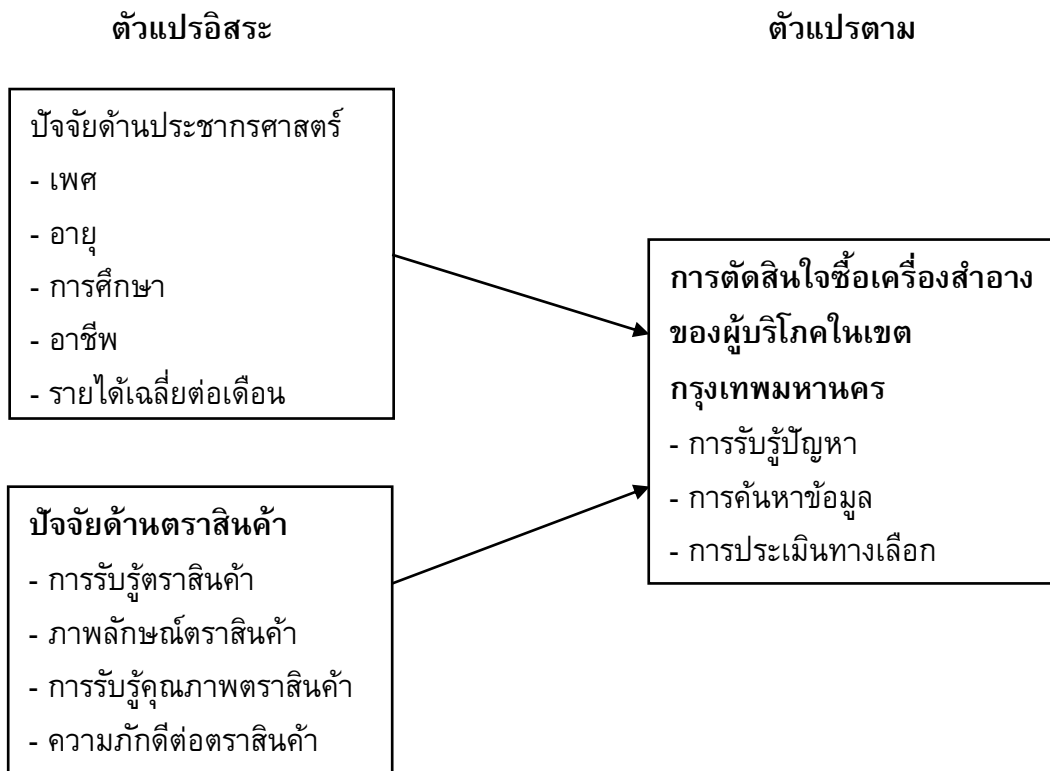 ตัวแปรอิสระ
ตัวแปรตาม
ปัจจัยด้านประชากรศาสตร์
- เพศ
- อายุ
- การศึกษา
- อาชีพ
- รายได้เฉลี่ยต่อเดือน
การตัดสินใจซื้อเครื่องสำอาง
ของผู้บริโภคในเขต
กรุงเทพมหานคร
- การรับรู้ปัญหา
- การค้นหาข้อมูล
- การประเมินทางเลือก
ปัจจัยด้านตราสินค้า
- การรับรู้ตราสินค้า
- ภาพลักษณ์ตราสินค้า
- การรับรู้คุณภาพตราสินค้า
- ความภักดีต่อตราสินค้า